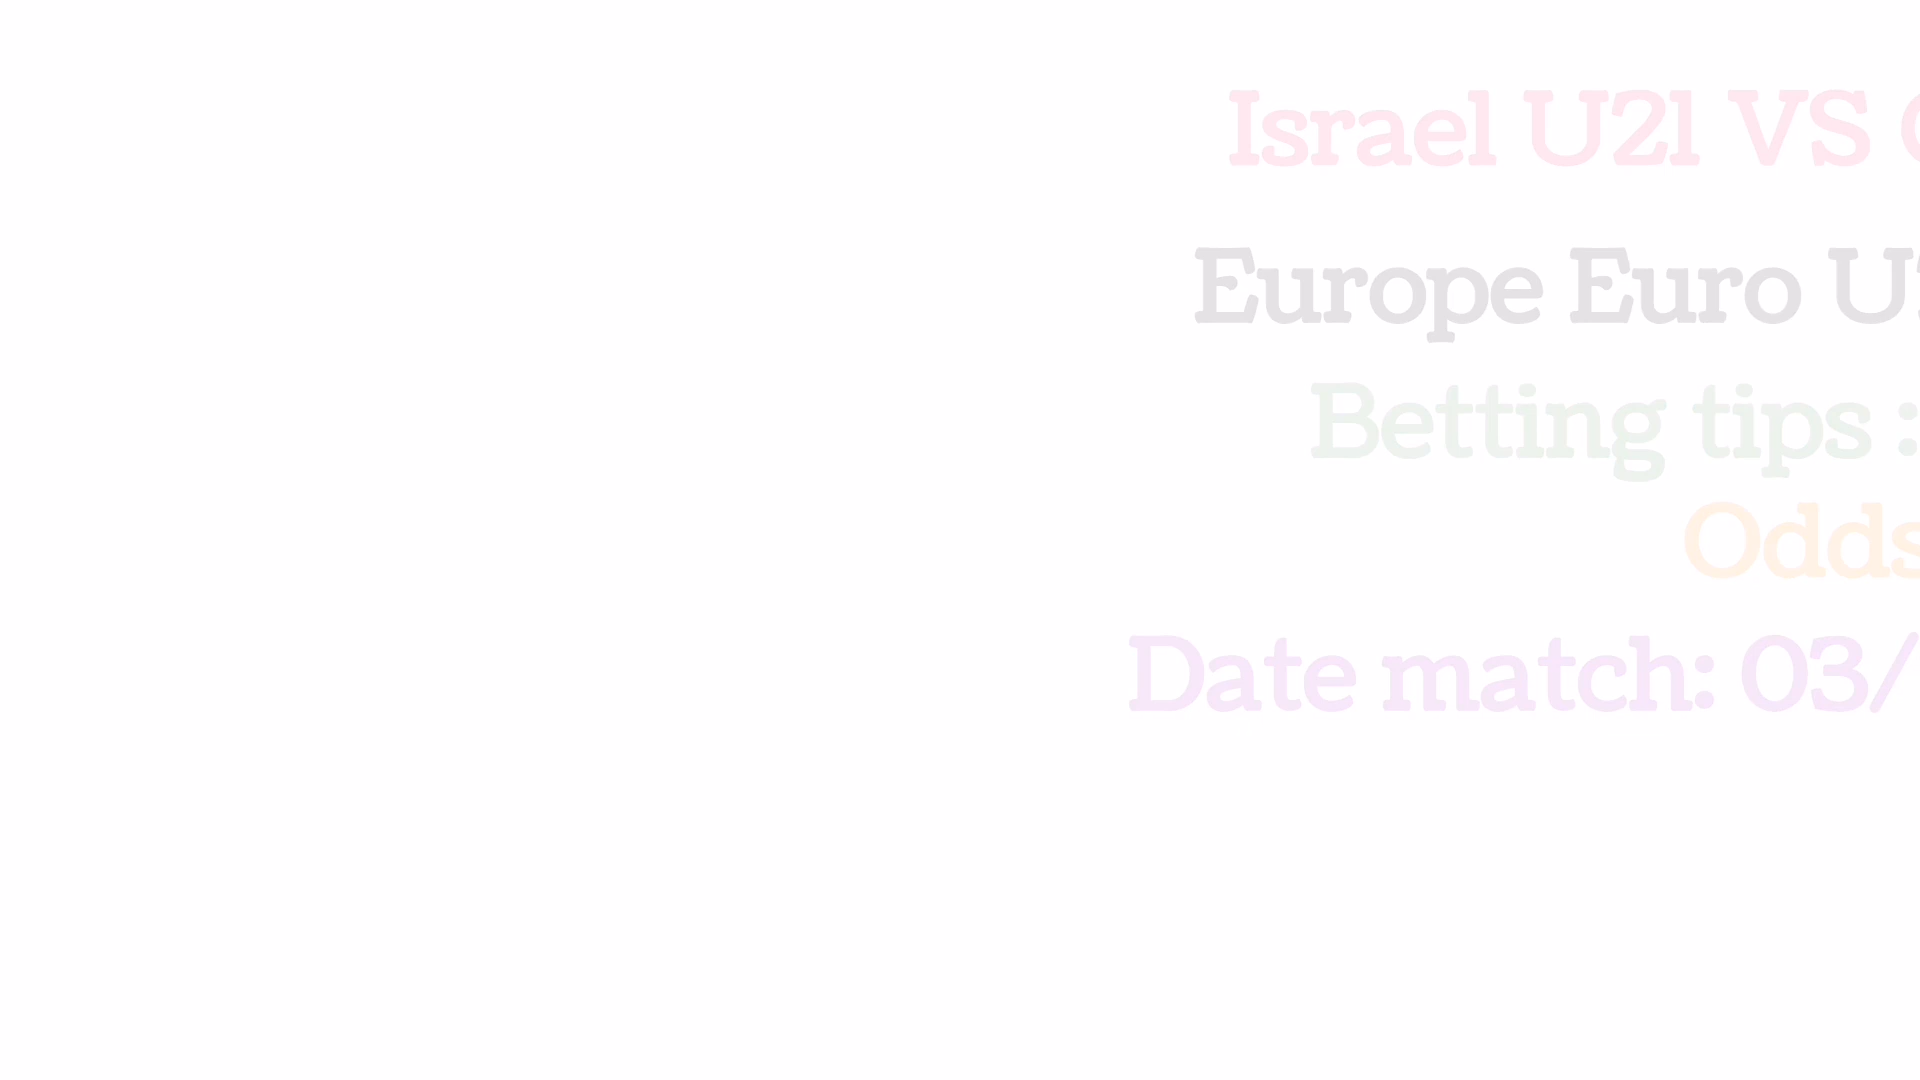 Israel U21 VS
Europe Euro
Betting tips :
Odds
Date match: 03/